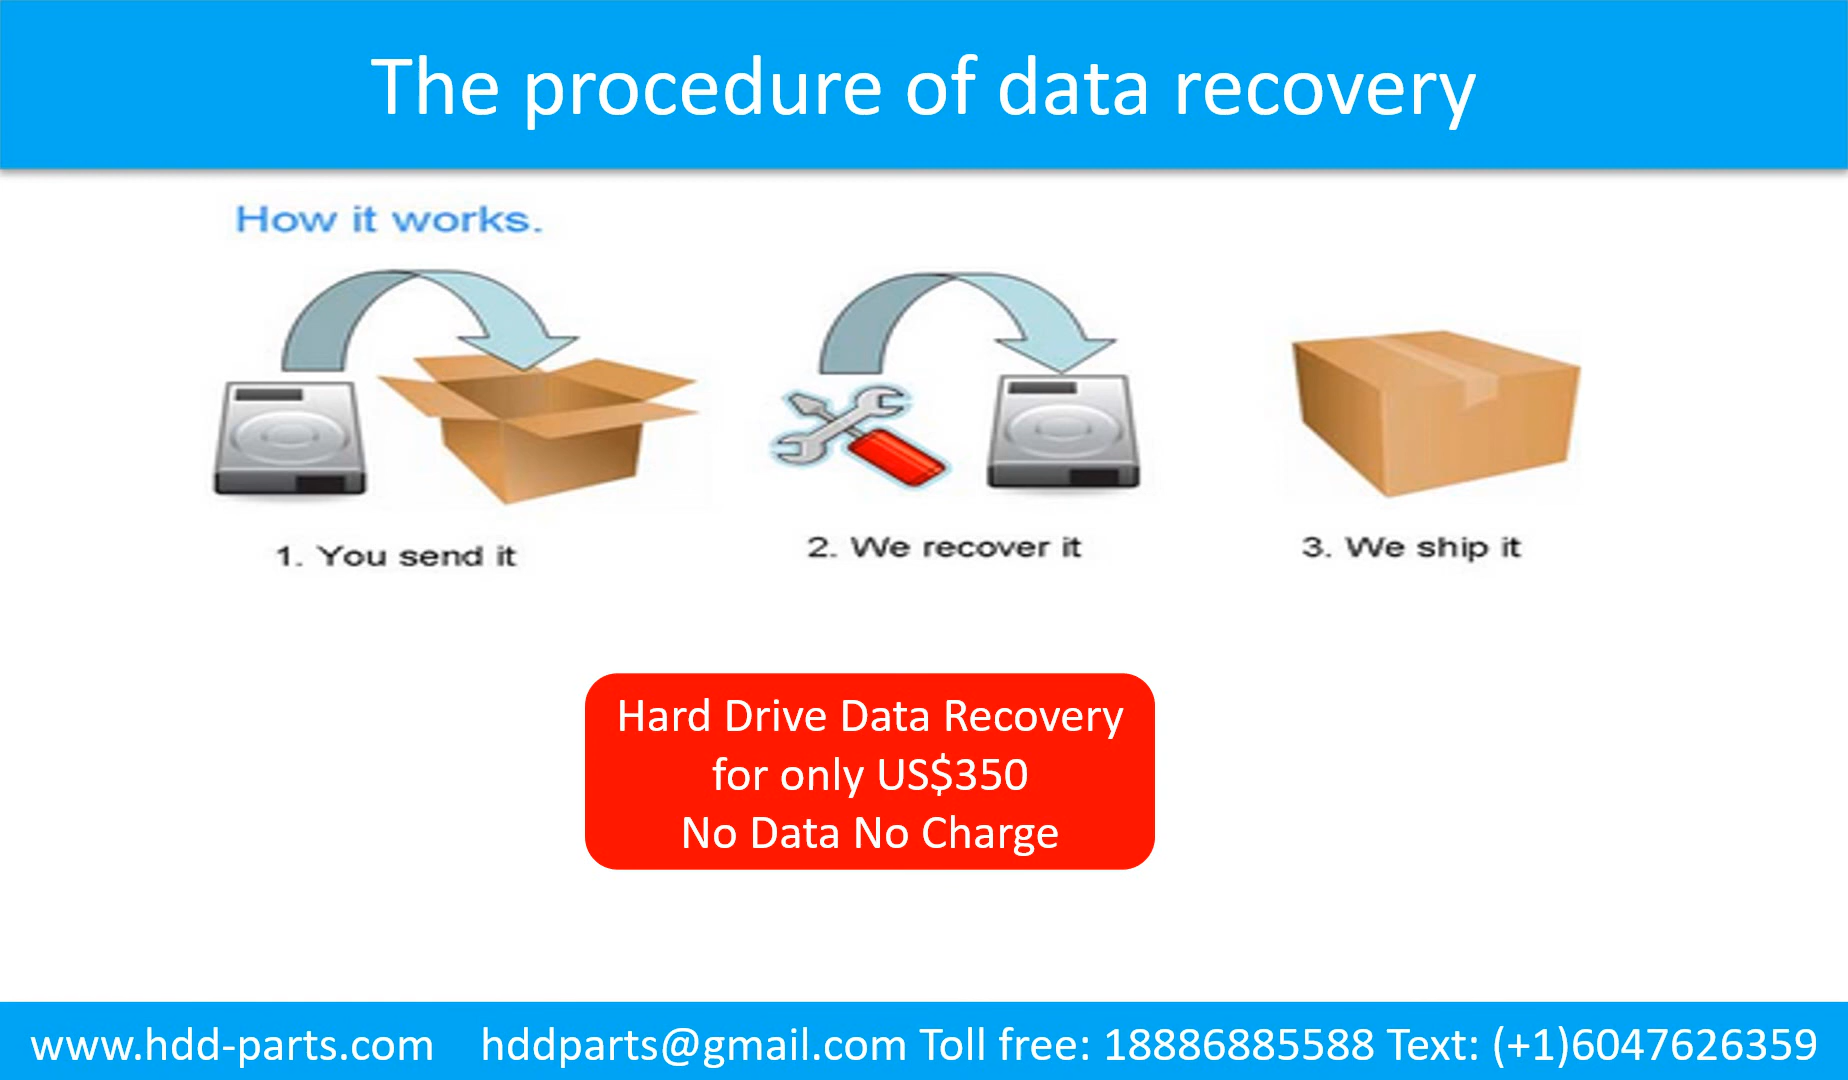 The procedure of data recovery
How it works.
1. You send it
2. We recover it
3. We ship it
Hard Drive Data Recovery
for only US$350
No Data No Charge
www.hdd-parts.com hddparts@gmail.com Toll free: 18886885588 Text: (+1)6047626359